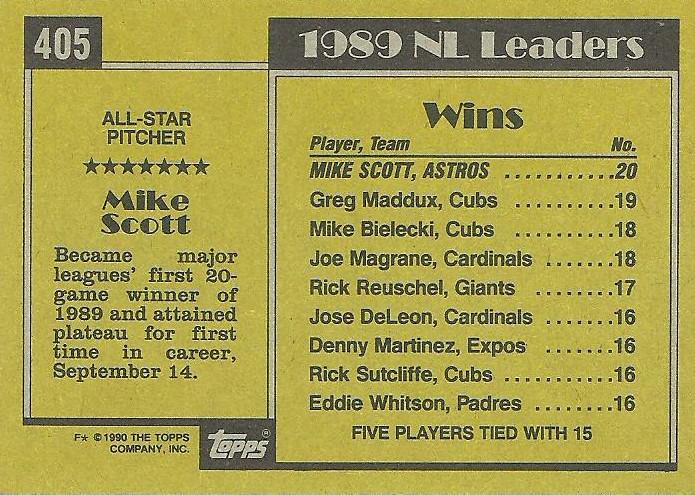 405
ALL-STAR
PITCHER
★★★★★★★
Mike
Scott
Became major
leagues' first 20-
game winner of
1989 and attained
plateau for first
time in career,
September 14.
F★ © 1990 THE TOPPS
COMPANY, INC.
topps®
1989 NL Leaders
Wins
Player, Team No.
MIKE SCOTT, ASTROS ...........20
Greg Maddux, Cubs ...........19
Mike Bielecki, Cubs ...........18
Joe Magrane, Cardinals .......18
Rick Reuschel, Giants ........17
Jose DeLeon, Cardinals .......16
Denny Martinez, Expos .......16
Rick Sutcliffe, Cubs ..........16
Eddie Whitson, Padres ........16
FIVE PLAYERS TIED WITH 15